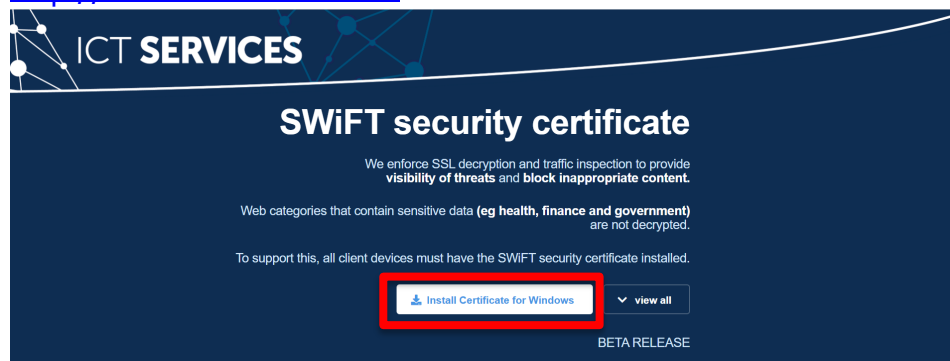 ICT SERVICES
SWiFT security certificate
We enforce SSL decryption and traffic inspection to provide
visibility of threats and block inappropriate content.
Web categories that contain sensitive data (eg health, finance and government)
are not decrypted.
To support this, all client devices must have the SWiFT security certificate installed.
Install Certificate for Windows
view all
BETA RELEASE